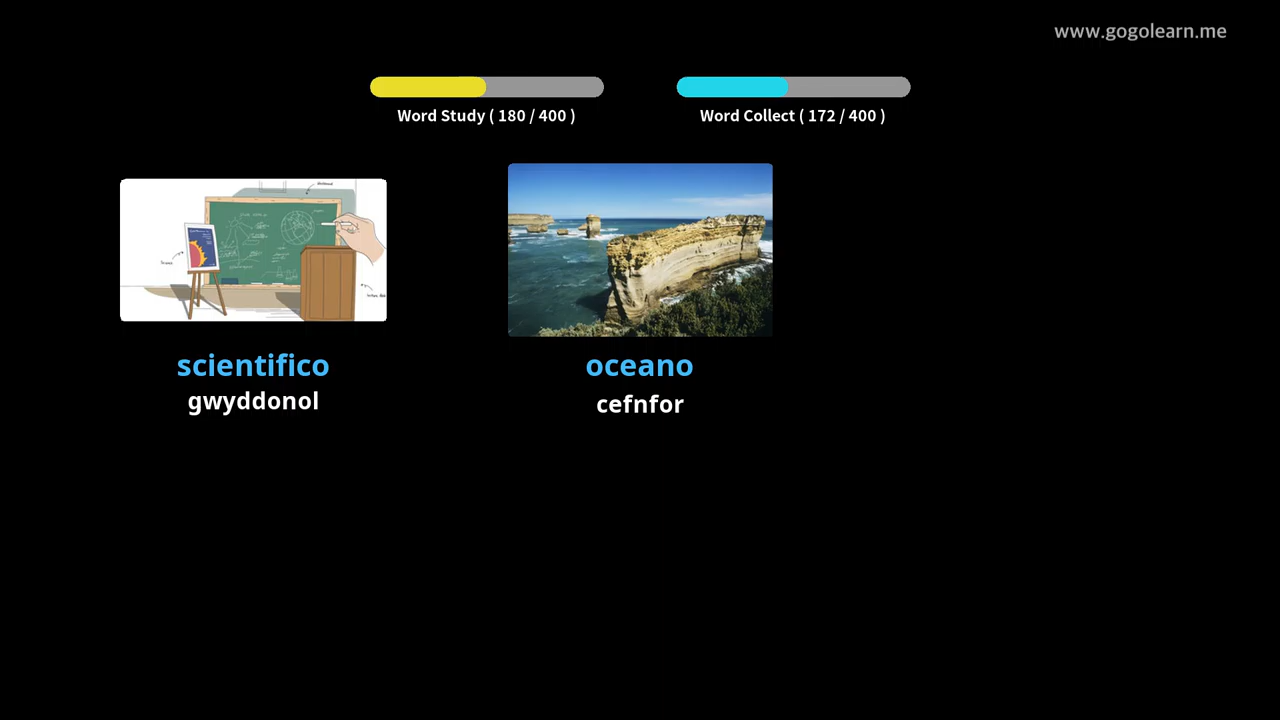 www.gogolearn.me
Word Study ( 180 / 400 )
Word Collect ( 172 / 400 )
scientifico
gwyddonol
oceano
cefnfor